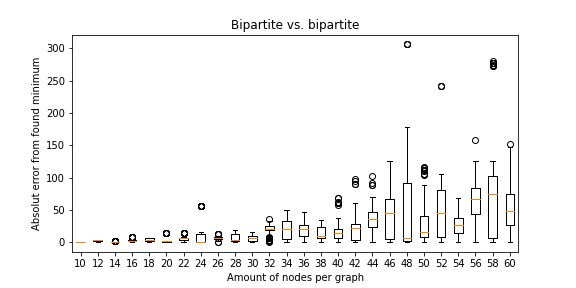 Bipartite vs. bipartite
300
250
200
150
100
50
0
Absolut error from found minimum
10 12 14 16 18 20 22 24 26 28 30 32 34 36 38 40 42 44 46 48 50 52 54 56 58 60
Amount of nodes per graph